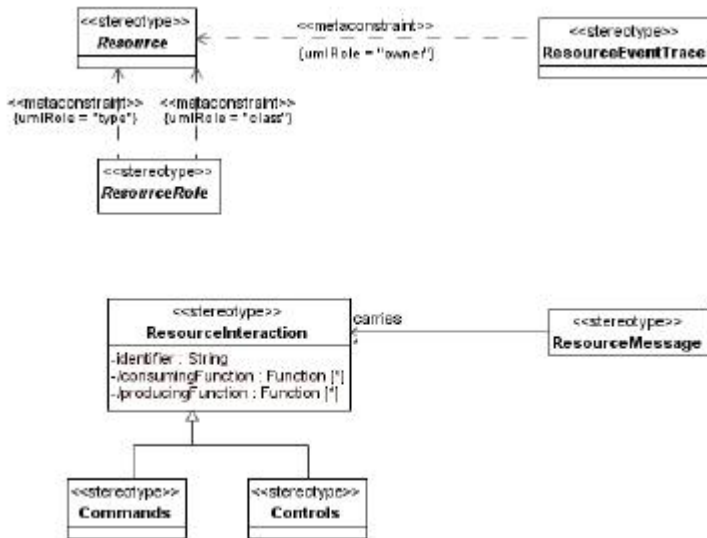 <<stereotype>>
Resource
<<metaconstraint>>
{umlRole = "owner"}
<<stereotype>>
ResourceEventTrace
<<metaconstraint>>
{umlRole = "type"}
<<metaconstraint>>
{umlRole = "class"}
<<stereotype>>
ResourceRole
<<stereotype>>
ResourceInteraction
-identifier : String
-/consumingFunction : Function [*]
-/producingFunction : Function [*]
carries
*
<<stereotype>>
ResourceMessage
<<stereotype>>
Commands
<<stereotype>>
Controls